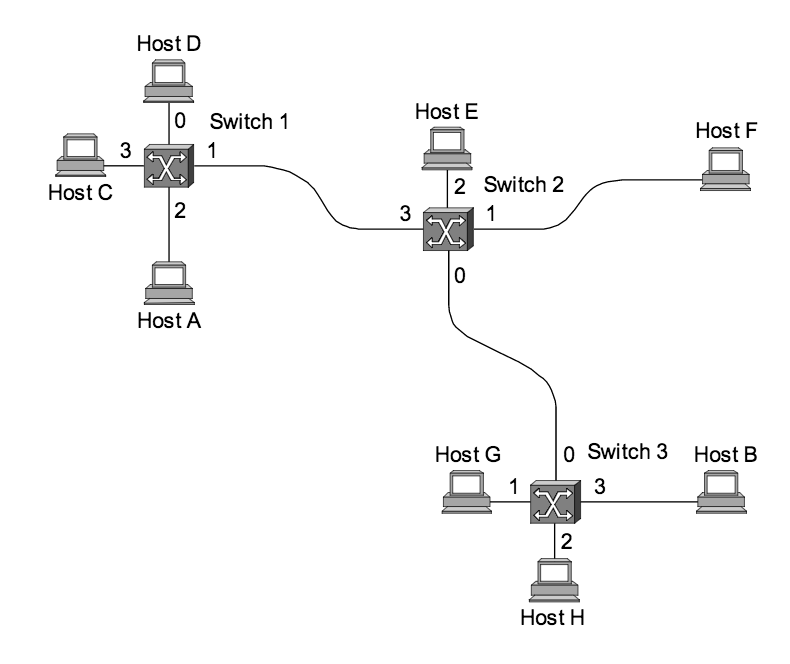 Host D
0
Switch 1
3
1
Host C
2
Host A
Host E
2
Switch 2
3
1
0
Host F
0
Switch 3
Host G
1
3
Host B
2
Host H